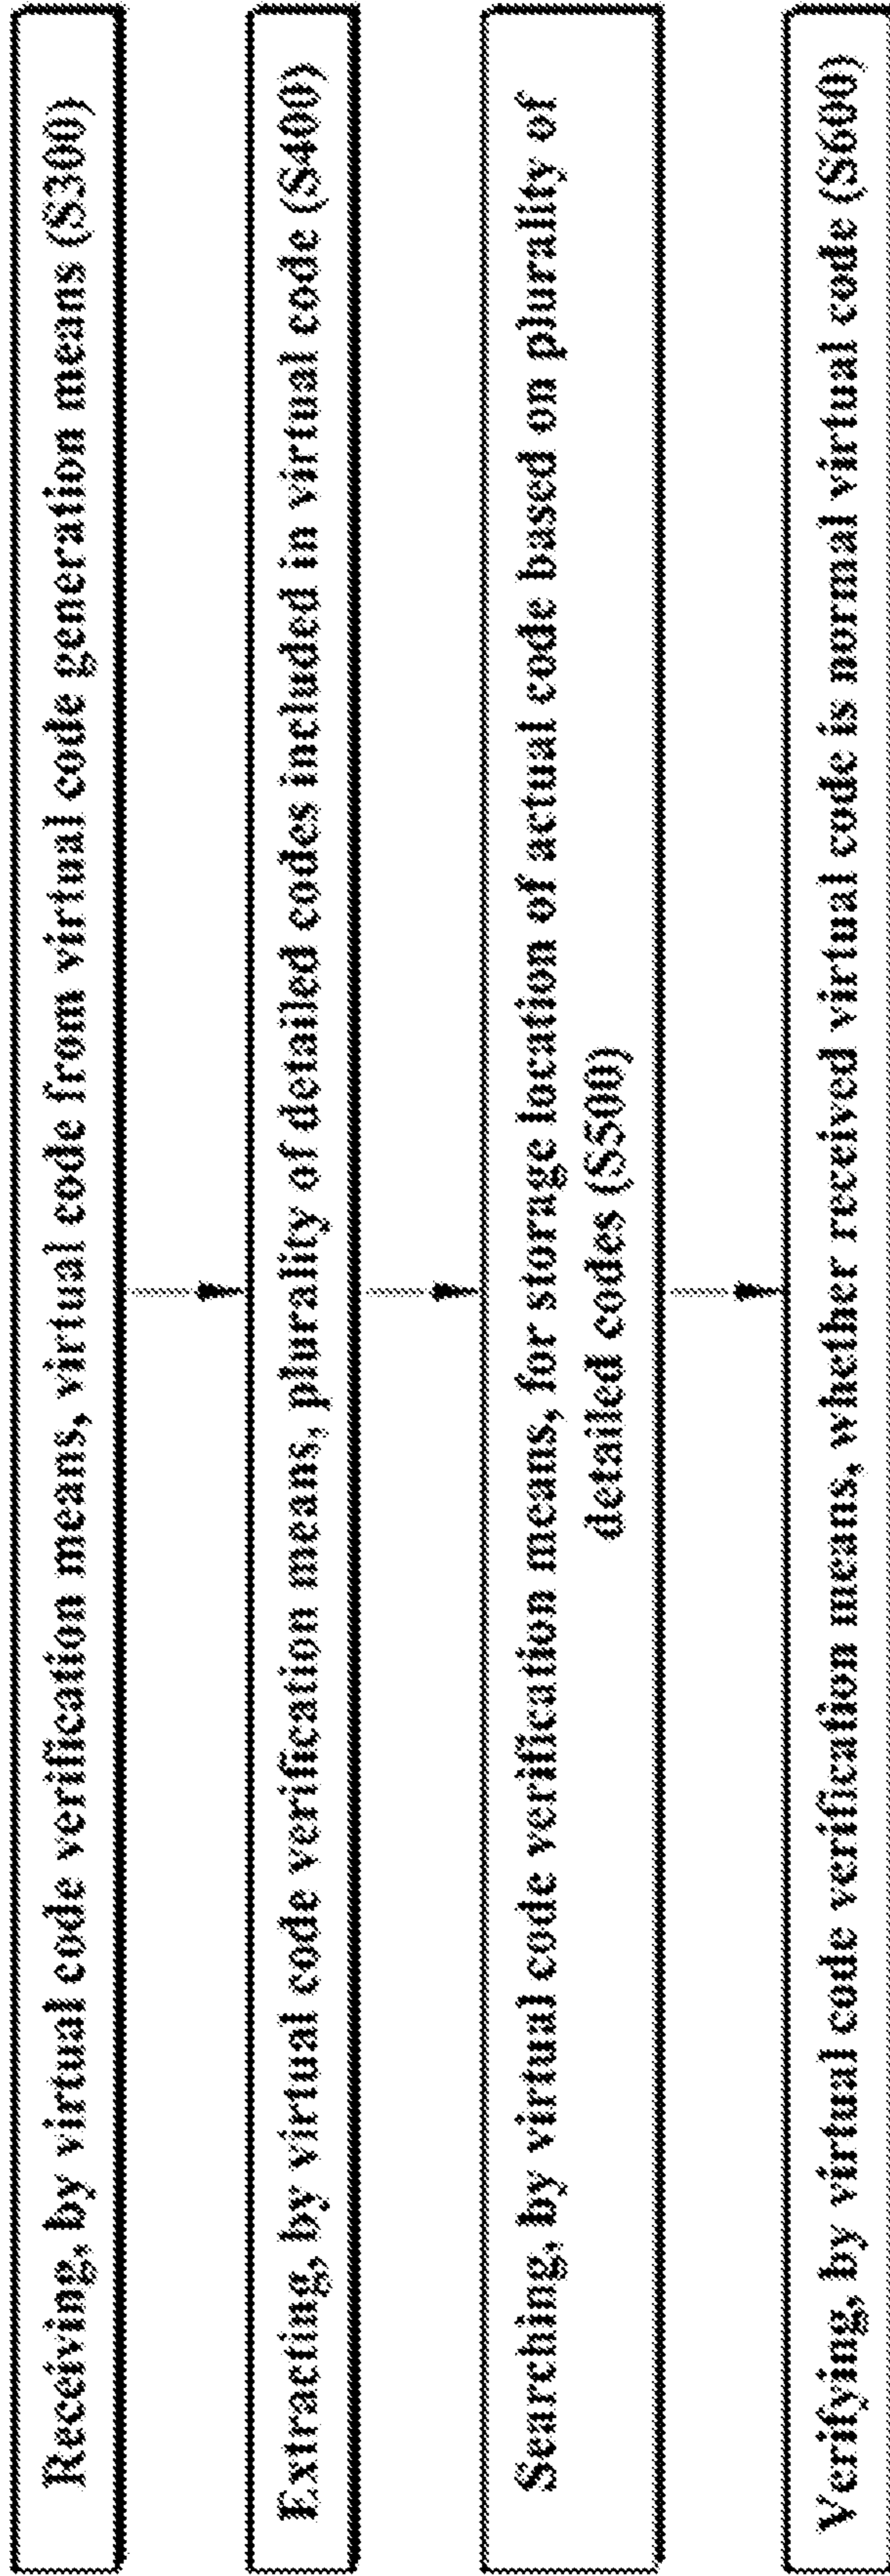 Receiving, by virtual code verification means, virtual code from virtual code generation means (S300)
Extracting, by virtual code verification means, plurality of detailed codes included in virtual code (S400)
Searching, by virtual code verification means, for storage location of actual code based on plurality of
detailed codes (S500)
Verifying, by virtual code verification means, whether received virtual code is normal virtual code (S600)